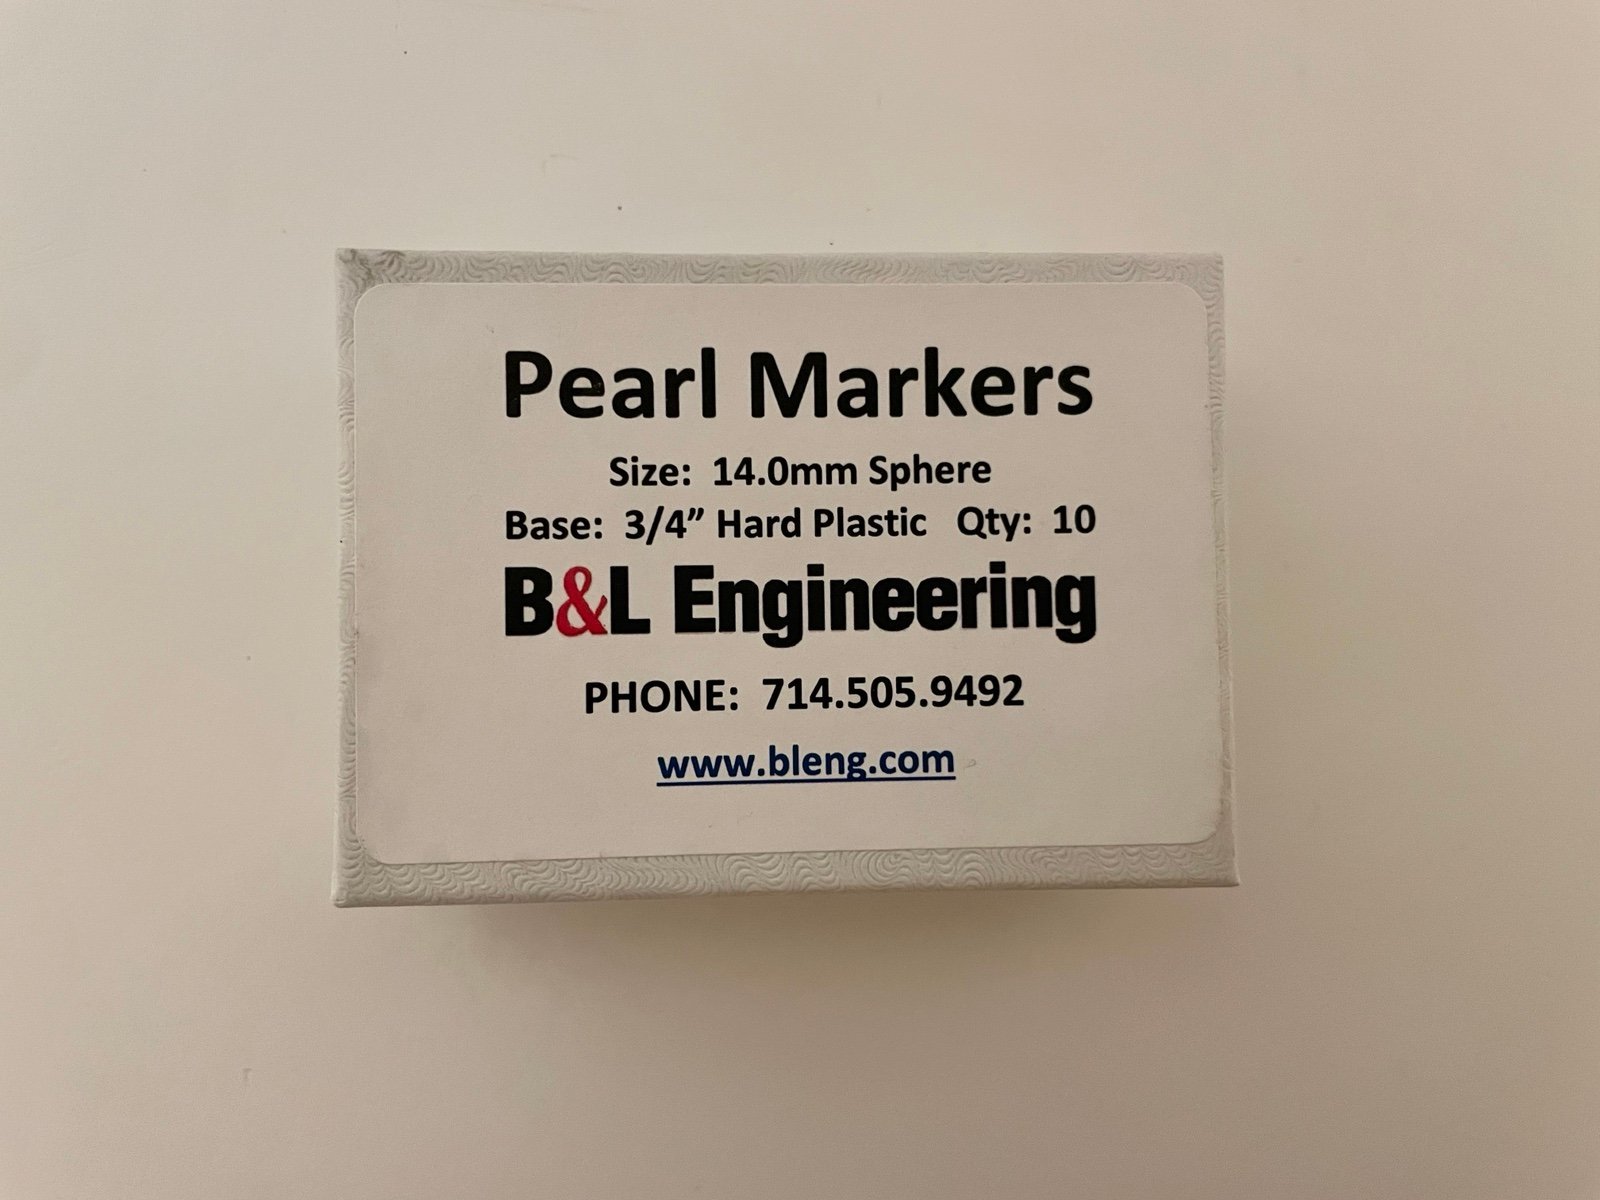 Pearl Markers
Size:  14.0mm Sphere
Base:  3/4” Hard Plastic   Qty:  10
B&L Engineering
PHONE:  714.505.9492
www.bleng.com